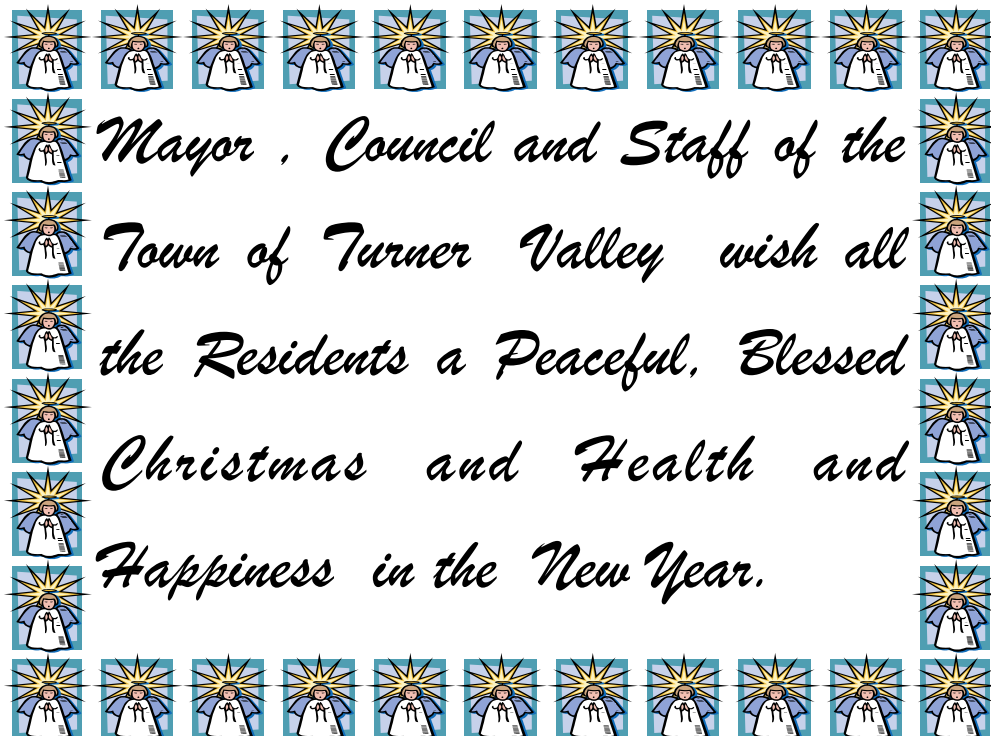 Mayor , Council and Staff of the
Town of Turner Valley wish all
the Residents a Peaceful, Blessed
Christmas and Health and
Happiness in the New Year.